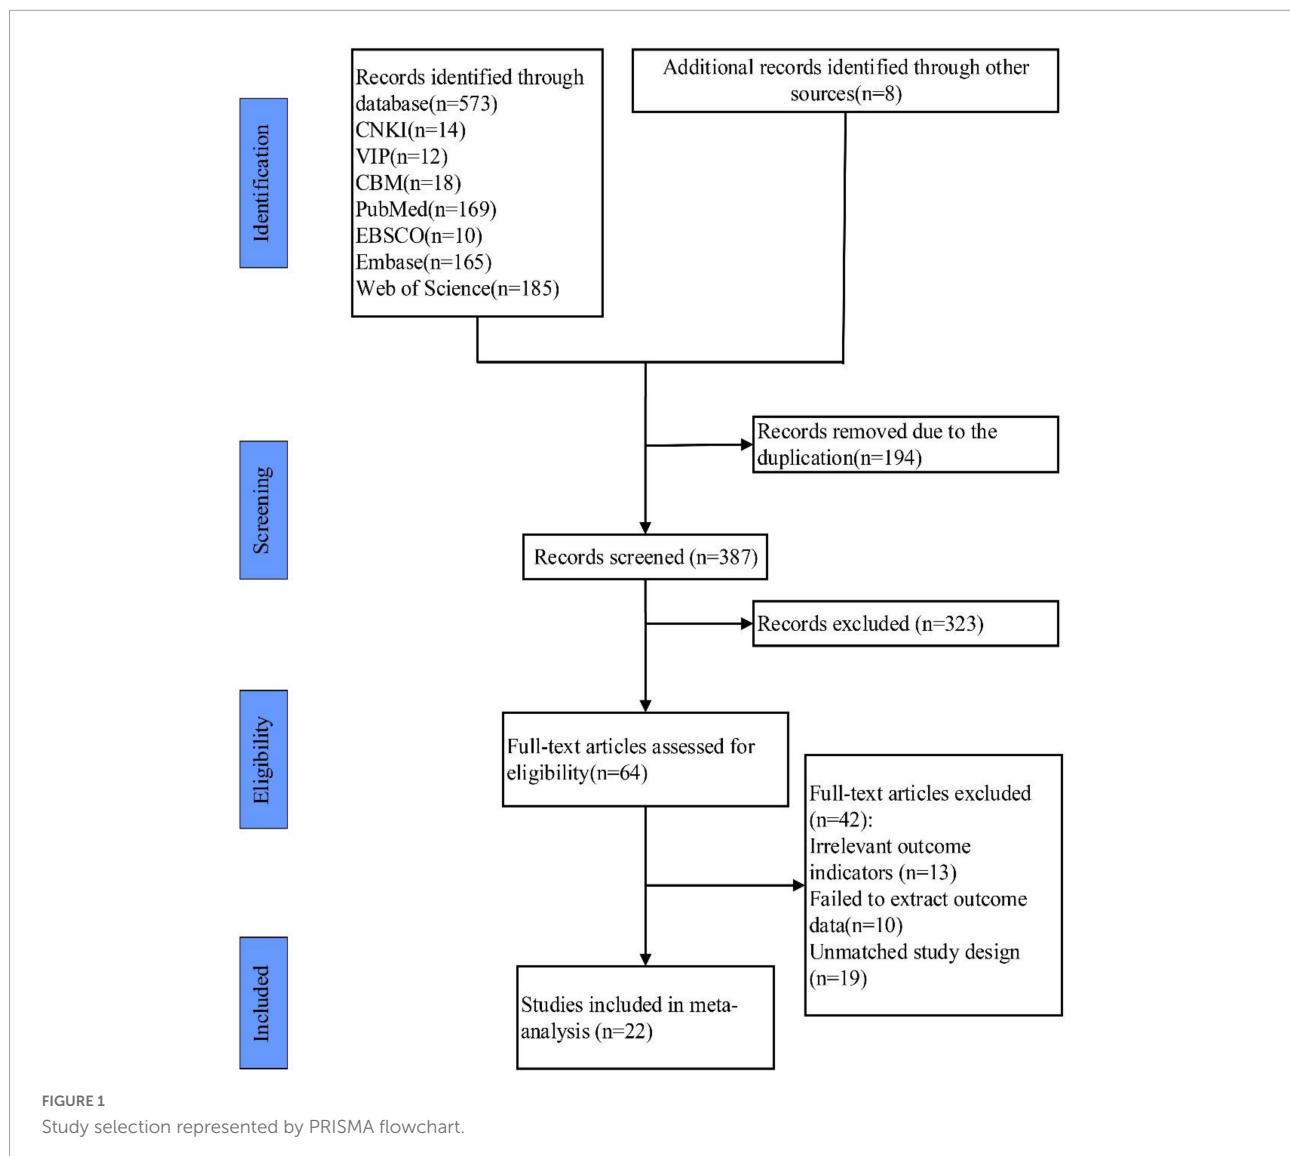 Identification
Records identified through
database(n=573)
CNKI(n=14)
VIP(n=12)
CBM(n=18)
PubMed(n=169)
EBSCO(n=10)
Embase(n=165)
Web of Science(n=185)
Additional records identified through other
sources(n=8)
Screening
Records removed due to the
duplication(n=194)
Records screened (n=387)
Records excluded (n=323)
Eligibility
Full-text articles assessed for
eligibility(n=64)
Full-text articles excluded
(n=42):
Irrelevant outcome
indicators (n=13)
Failed to extract outcome
data(n=10)
Unmatched study design
(n=19)
Included
Studies included in meta-
analysis (n=22)
FIGURE 1
Study selection represented by PRISMA flowchart.